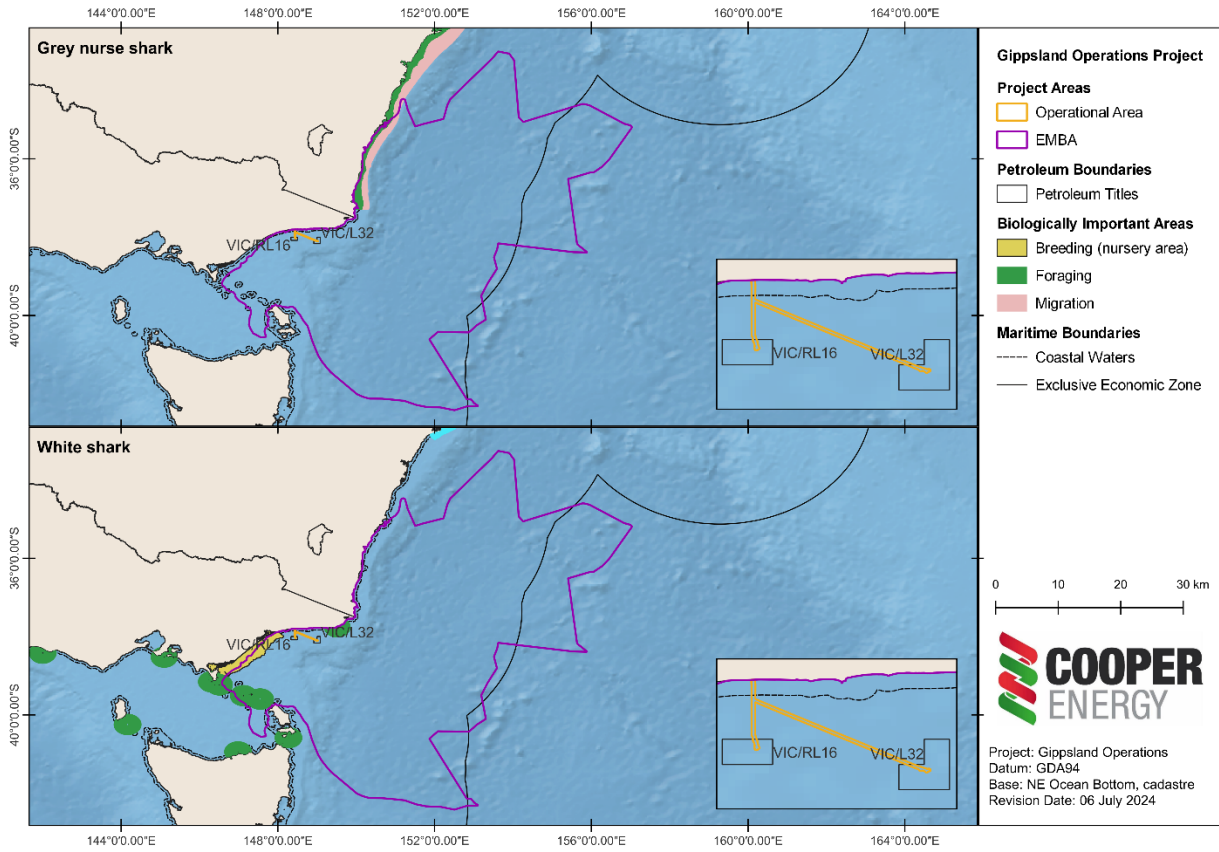 144°0'0.00"E 148°0'0.00"E 152°0'0.00"E 156°0'0.00"E 160°0'0.00"E 164°0'0.00"E
Grey nurse shark
36°0'0.00"S
40°0'0.00"S
VIC/RL16
VIC/L32
VIC/RL16
VIC/L32
White shark
36°0'0.00"S
40°0'0.00"S
VIC/RL16
VIC/L32
VIC/RL16
VIC/L32
144°0'0.00"E 148°0'0.00"E 152°0'0.00"E 156°0'0.00"E 160°0'0.00"E 164°0'0.00"E
Gippsland Operations Project
Project Areas
Operational Area
EMBA
Petroleum Boundaries
Petroleum Titles
Biologically Important Areas
Breeding (nursery area)
Foraging
Migration
Maritime Boundaries
Coastal Waters
Exclusive Economic Zone
0 10 20 30 km
COOPER
ENERGY
Project: Gippsland Operations
Datum: GDA94
Base: NE Ocean Bottom, cadastre
Revision Date: 06 July 2024